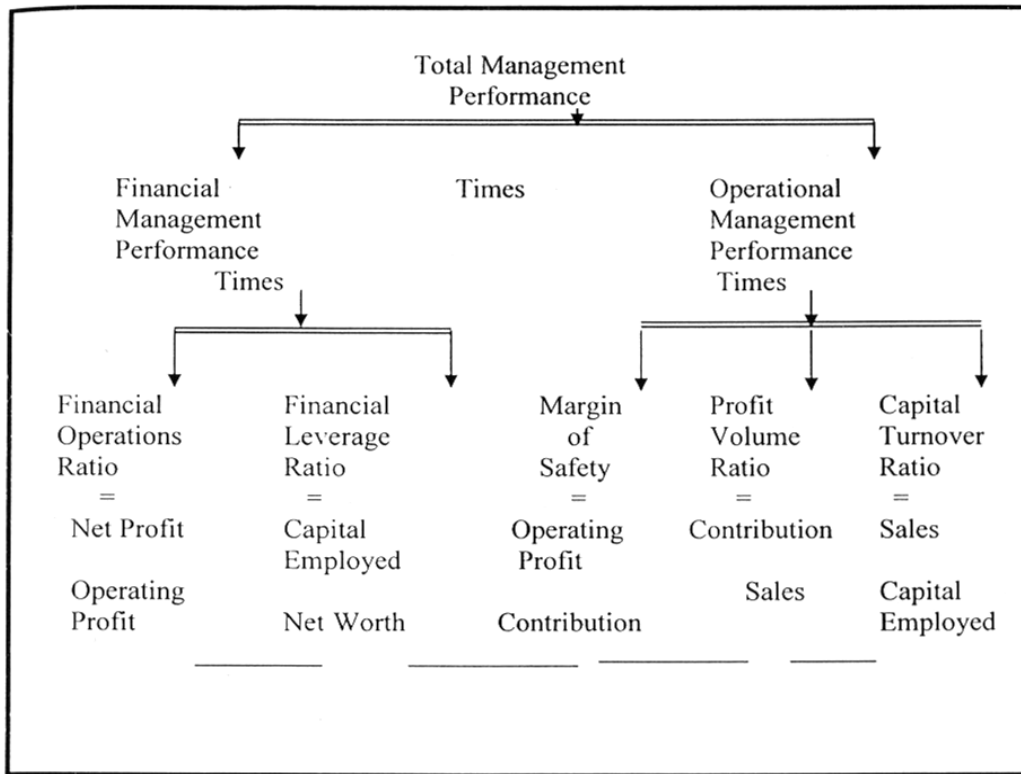 Total Management
Performance
Financial
Management
Performance
Times
Times
Operational
Management
Performance
Times
Financial
Operations
Ratio
=
Net Profit
Operating
Profit
Financial
Leverage
Ratio
=
Capital
Employed
Net Worth
Margin
of
Safety
=
Operating
Profit
Contribution
Profit
Volume
Ratio
=
Contribution
Sales
Capital
Turnover
Ratio
=
Sales
Capital
Employed